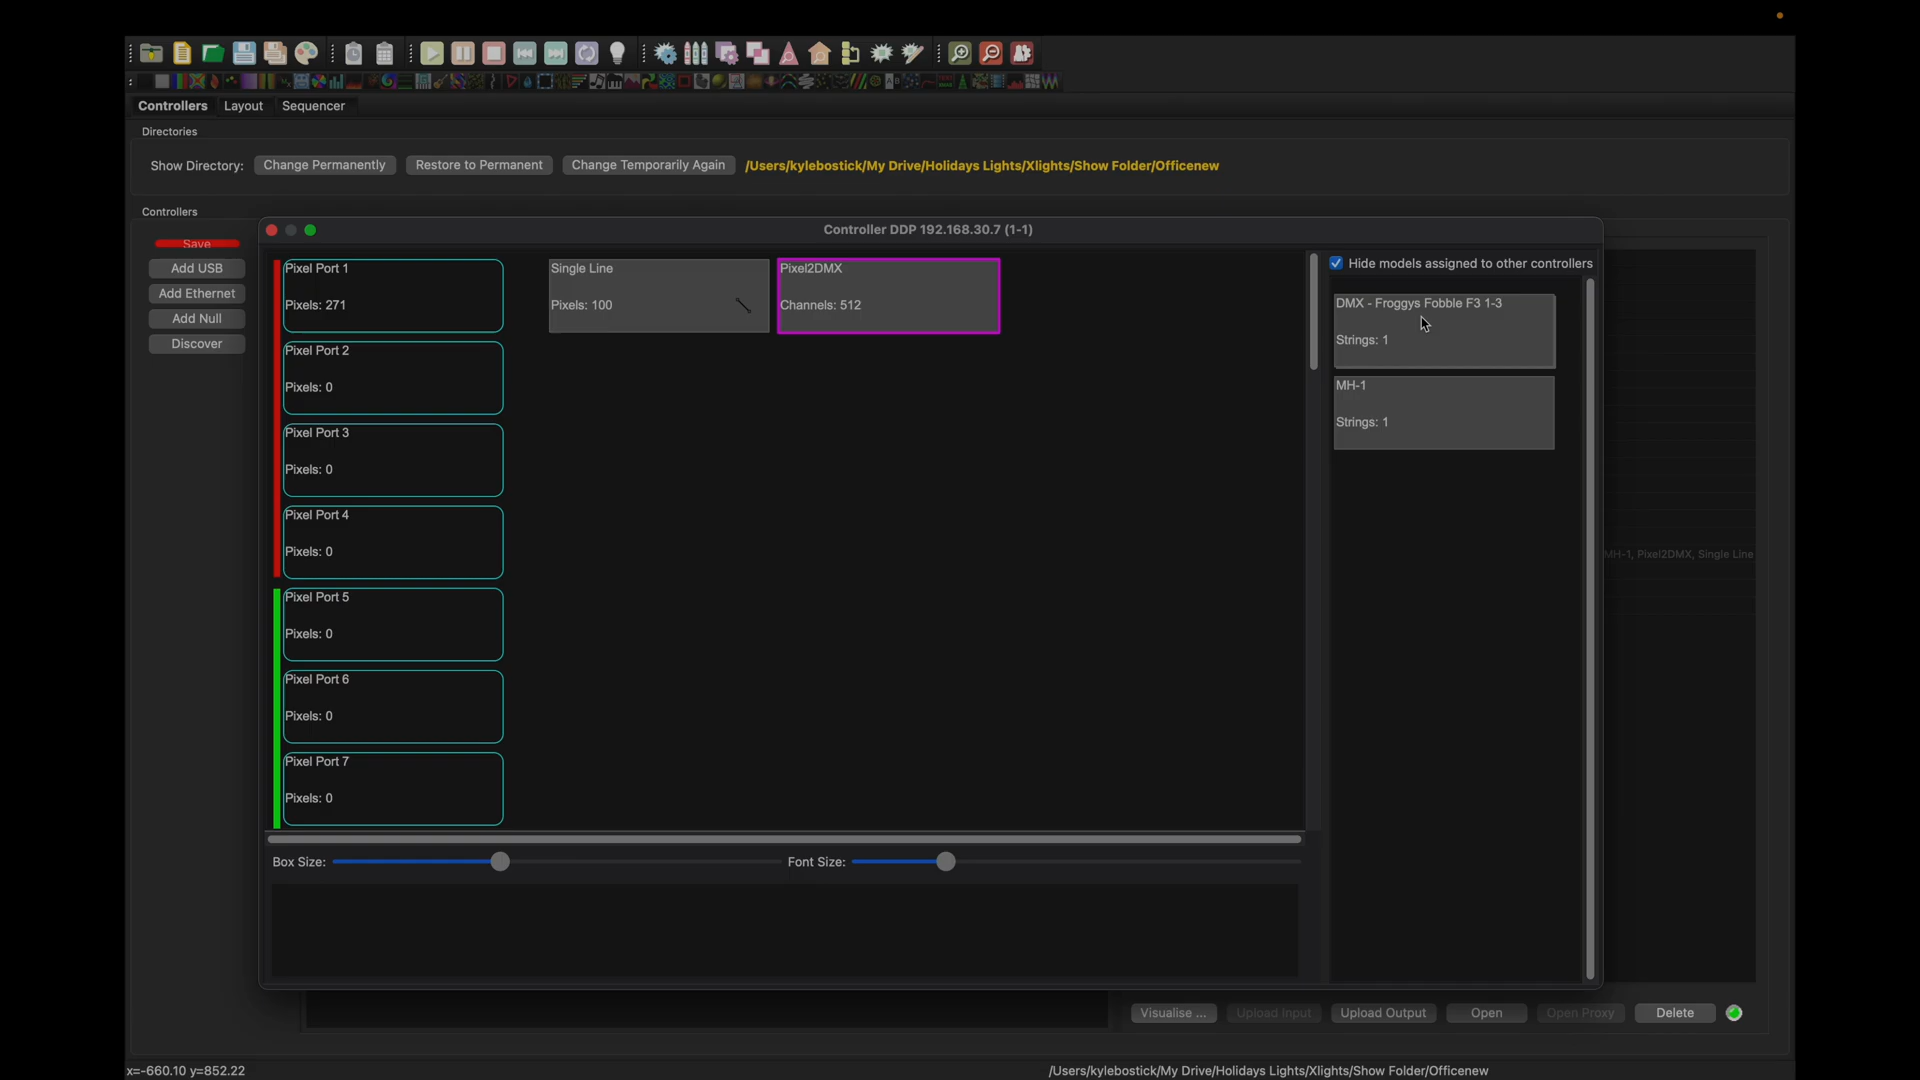 Controllers Layout Sequencer
Directories
Show Directory: Change Permanently Restore to Permanent Change Temporarily Again /Users/kylebostick/My Drive/Holidays Lights/Xlights/Show Folder/Officenew
Controllers
Save
Add USB
Add Ethernet
Add Null
Discover
Controller DDP 192.168.30.7 (1-1)
Pixel Port 1
Pixels: 271
Single Line
Pixels: 100
Pixel2DMX
Channels: 512
Pixel Port 2
Pixels: 0
Pixel Port 3
Pixels: 0
Pixel Port 4
Pixels: 0
Pixel Port 5
Pixels: 0
Pixel Port 6
Pixels: 0
Pixel Port 7
Pixels: 0
Hide models assigned to other controllers
DMX - Froggys Fobble F3 1-3
Strings: 1
MH-1
Strings: 1
MH-1, Pixel2DMX, Single Line
Box Size: Font Size:
Visualise ... Upload Input Upload Output Open Open Proxy Delete
x=-660.10 y=852.22 /Users/kylebostick/My Drive/Holidays Lights/Xlights/Show Folder/Officenew